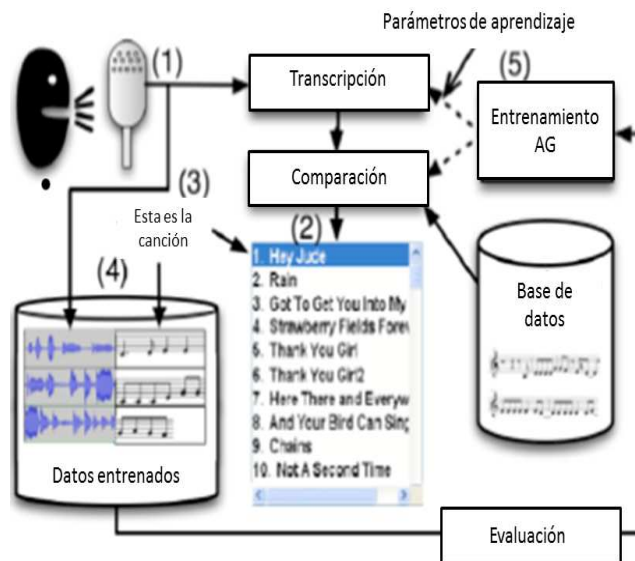 Parámetros de aprendizaje
(1)
Transcripción
(5)
Entrenamiento
AG
Comparación
(3)
Esta es la
canción
(2)
(4)
1. Hey Jude
2. Rain
3. Got To Get You Into My
4. Strawberry Fields Forev
5. Thank You Girl
6. Thank You Girl2
7. Here There and Everyw
8. And Your Bird Can Sing
9. Chains
10. Not A Second Time
Base de
datos
Datos entrenados
Evaluación